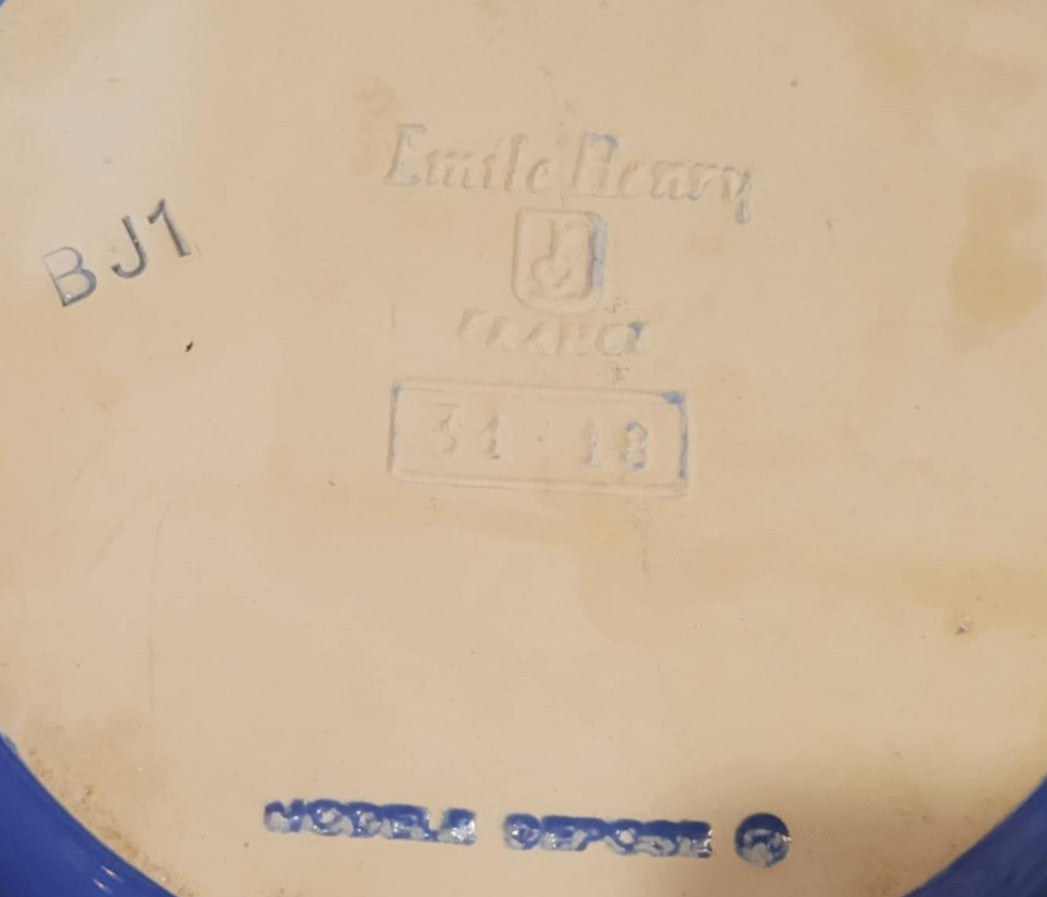 Emile Henry
BJ1
FRANCE
31 · 18
MODELE DEPOSE